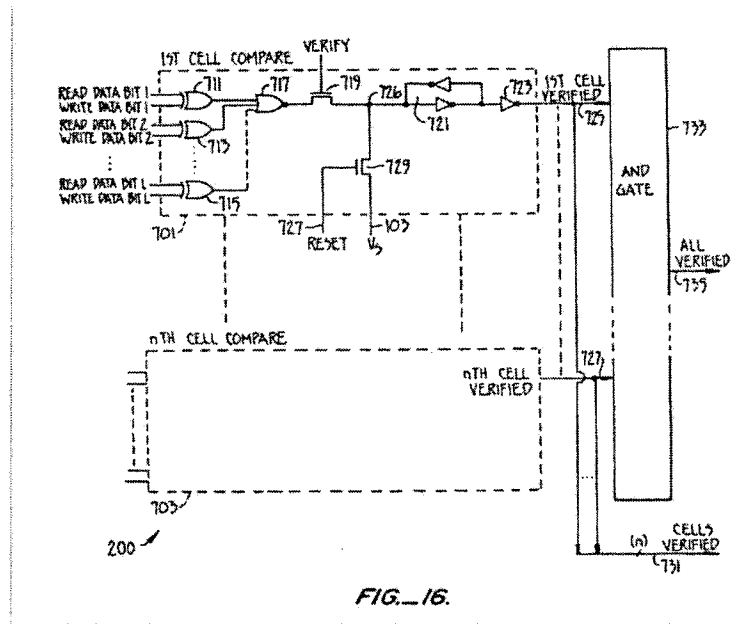 VERIFY
1ST CELL COMPARE
711
717
719
READ DATA BIT 1
WRITE DATA BIT 1
READ DATA BIT 2
WRITE DATA BIT 2
713
READ DATA BIT L
WRITE DATA BIT L
715
701
726
721
723
1ST CELL
VERIFIED
725
729
727
RESET
103
VS
733
AND
GATE
ALL
VERIFIED
735
nTH CELL COMPARE
nTH CELL
VERIFIED
727
703
200
(n)
CELLS
VERIFIED
731
FIG._16.